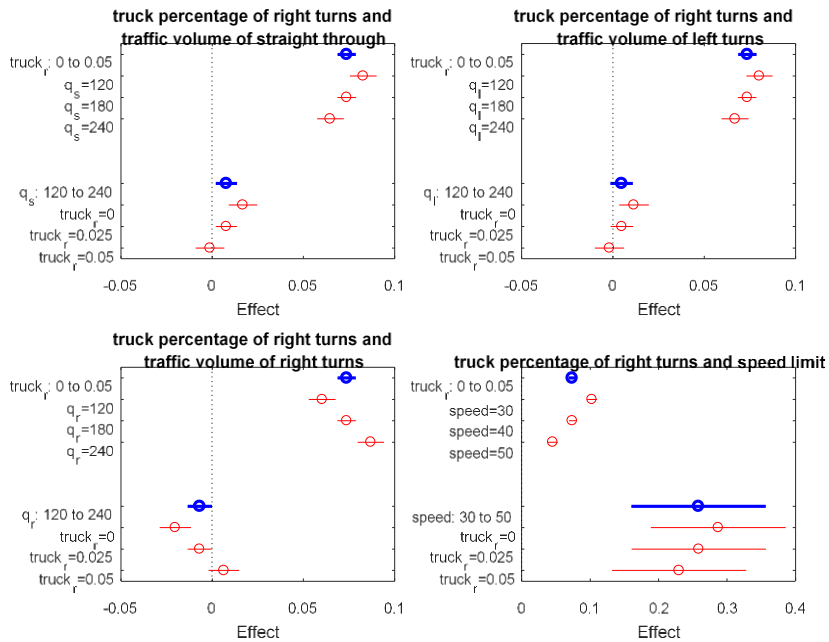 truck percentage of right turns and
traffic volume of straight through
truck_r: 0 to 0.05
q_s=120
q_s=180
q_s=240
q_s: 120 to 240
truck_r=0
truck_r=0.025
truck_r=0.05
-0.05 0 0.05 0.1
Effect
truck percentage of right turns and
traffic volume of left turns
truck_r: 0 to 0.05
q_l=120
q_l=180
q_l=240
q_l: 120 to 240
truck_r=0
truck_r=0.025
truck_r=0.05
-0.05 0 0.05 0.1
Effect
truck percentage of right turns and
traffic volume of right turns
truck_r: 0 to 0.05
q_r=120
q_r=180
q_r=240
q_r: 120 to 240
truck_r=0
truck_r=0.025
truck_r=0.05
-0.05 0 0.05 0.1
Effect
truck percentage of right turns and speed limit
truck_r: 0 to 0.05
speed=30
speed=40
speed=50
speed: 30 to 50
truck_r=0
truck_r=0.025
truck_r=0.05
0 0.1 0.2 0.3 0.4
Effect